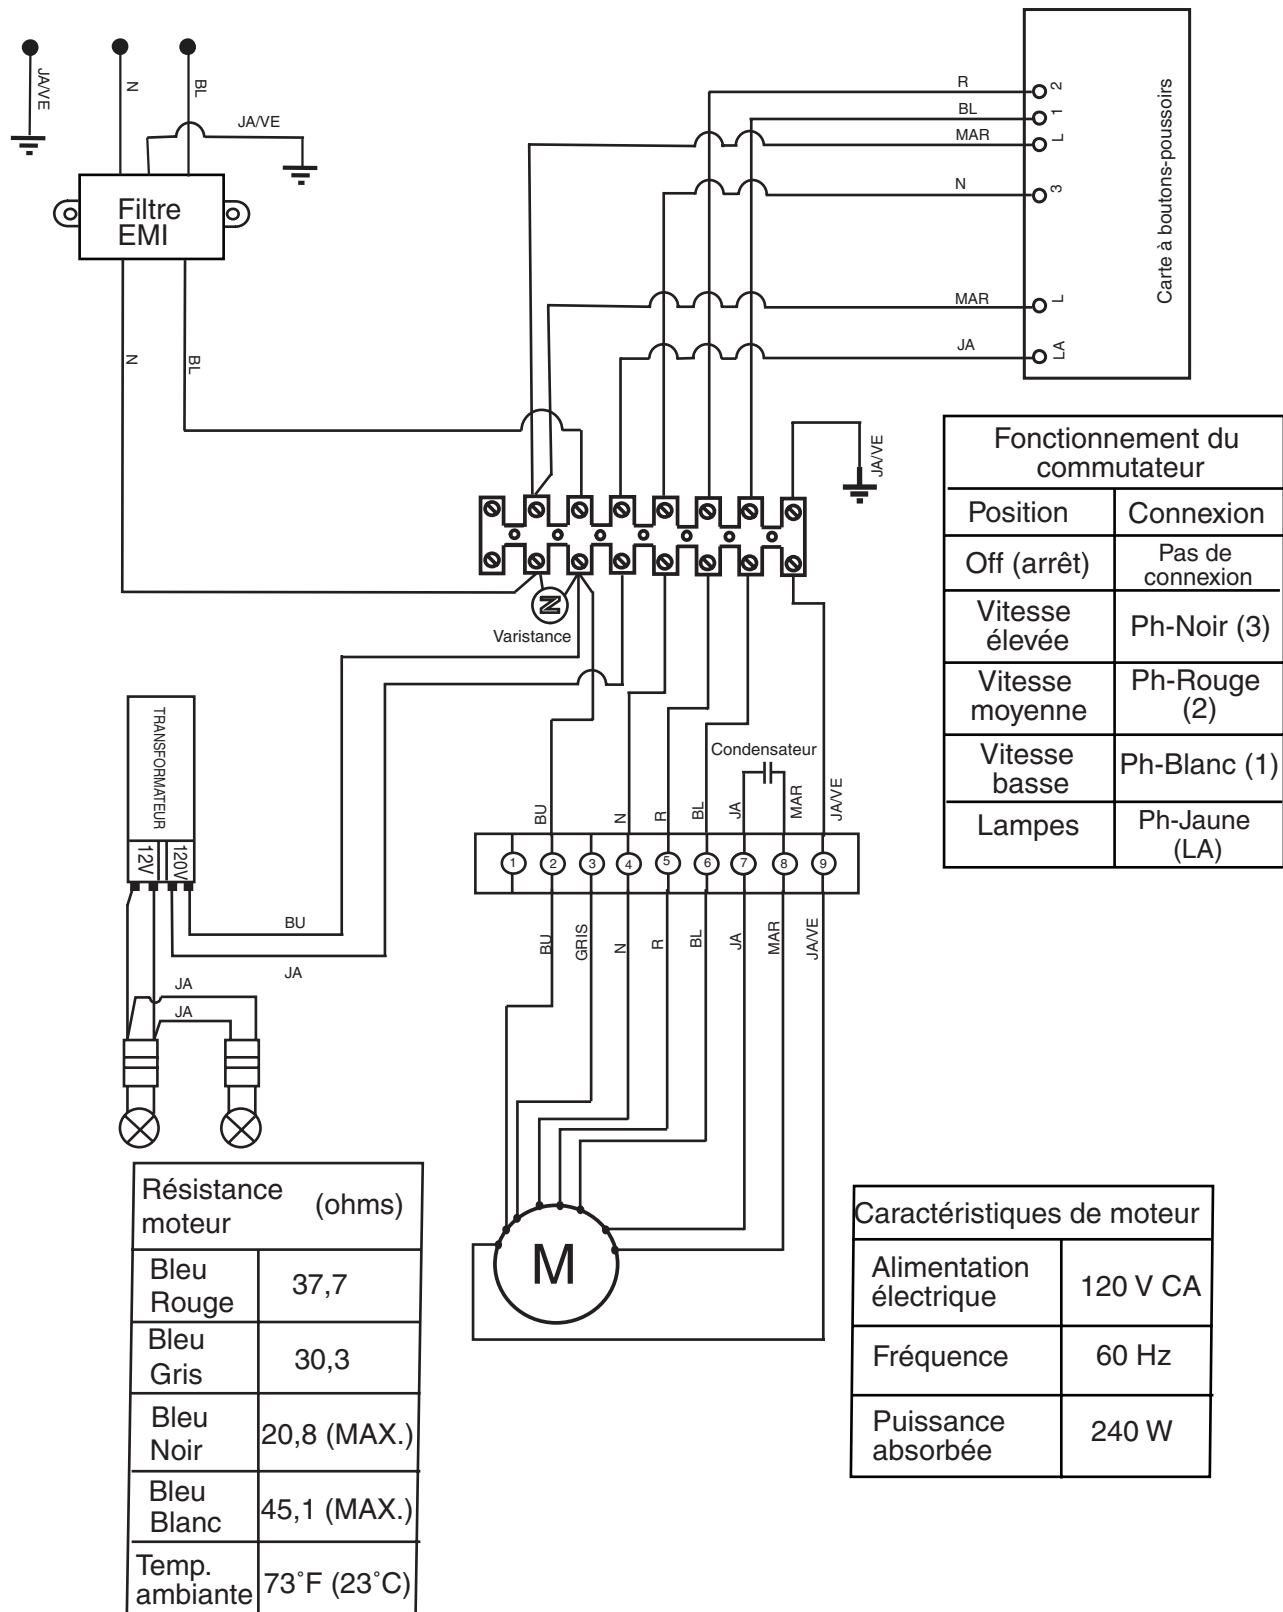 JA/VE
N
BL
JA/VE
Filtre
EMI
N
BL
R
BL
MAR
N
MAR
JA
2
1
L
3
L
LA
Carte à boutons-poussoirs
JA/VE
Varistance
Fonctionnement du
commutateur
Position
Connexion
Off (arrêt)
Pas de
connexion
Vitesse
élevée
Ph-Noir (3)
Vitesse
moyenne
Ph-Rouge
(2)
Vitesse
basse
Ph-Blanc (1)
Lampes
Ph-Jaune
(LA)
TRANSFORMATEUR
12V
120V
BU
JA
JA
JA
Condensateur
BU
N
R
BL
JA
MAR
JA/VE
1
2
3
4
5
6
7
8
9
BU
GRIS
N
R
BL
JA
MAR
JA/VE
M
N
Résistance
moteur
(ohms)
Bleu
Rouge
37,7
Bleu
Gris
30,3
Bleu
Noir
20,8 (MAX.)
Bleu
Blanc
45,1 (MAX.)
Temp.
ambiante
73˚F (23˚C)
Caractéristiques de moteur
Alimentation
électrique
120 V CA
Fréquence
60 Hz
Puissance
absorbée
240 W